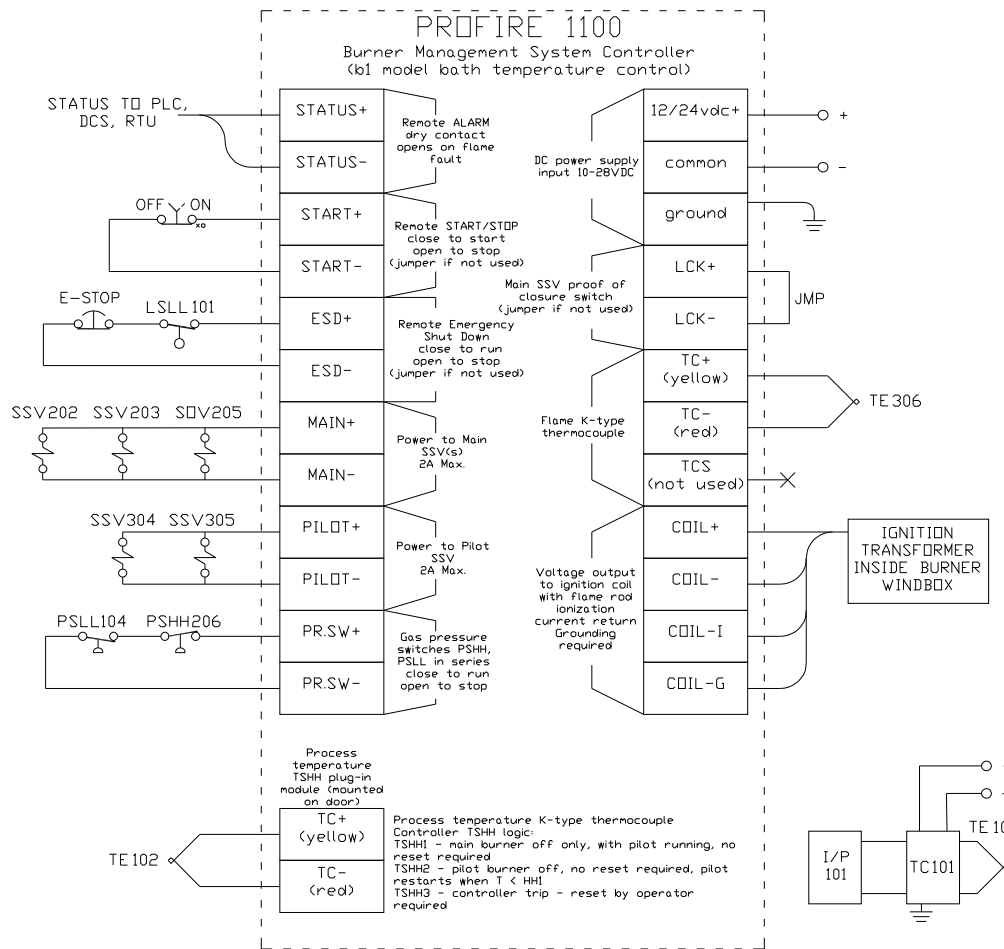 PROFIRE 1100
Burner Management System Controller
(b1 model bath temperature control)
STATUS TO PLC,
DCS, RTU
STATUS+
STATUS-
Remote ALARM
dry contact
opens on flame
fault
OFF ON
xo
START+
START-
Remote START/STOP
close to start
open to stop
(jumper if not used)
E-STOP
LSLL101
ESD+
ESD-
Remote Emergency
Shut Down
close to run
open to stop
(jumper if not used)
SSV202 SSV203 SOV205
MAIN+
MAIN-
Power to Main
SSV(s)
2A Max.
SSV304 SSV305
PILOT+
PILOT-
Power to Pilot
SSV
2A Max.
PSLL104 PSHH206
PR.SW+
PR.SW-
Gas pressure
switches PSHH,
PSLL in series
close to run
open to stop
DC power supply
input 10-28VDC
12/24vdc+
+
common
-
ground
Main SSV proof of
closure switch
(jumper if not used)
LCK+
LCK-
JMP
Flame K-type
thermocouple
TC+
(yellow)
TC-
(red)
TE306
TCS
(not used)
Voltage output
to ignition coil
with flame rod
ionization
current return
Grounding
required
COIL+
COIL-
COIL-I
COIL-G
IGNITION
TRANSFORMER
INSIDE BURNER
WINDBOX
Process
temperature
TSHH plug-in
module (mounted
on door)
TE102
TC+
(yellow)
TC-
(red)
Process temperature K-type thermocouple
Controller TSHH logic:
TSHH1 - main burner off only, with pilot running, no
reset required
TSHH2 - pilot burner off, no reset required, pilot
restarts when T < HH1
TSHH3 - controller trip - reset by operator
required
I/P
101
TC101